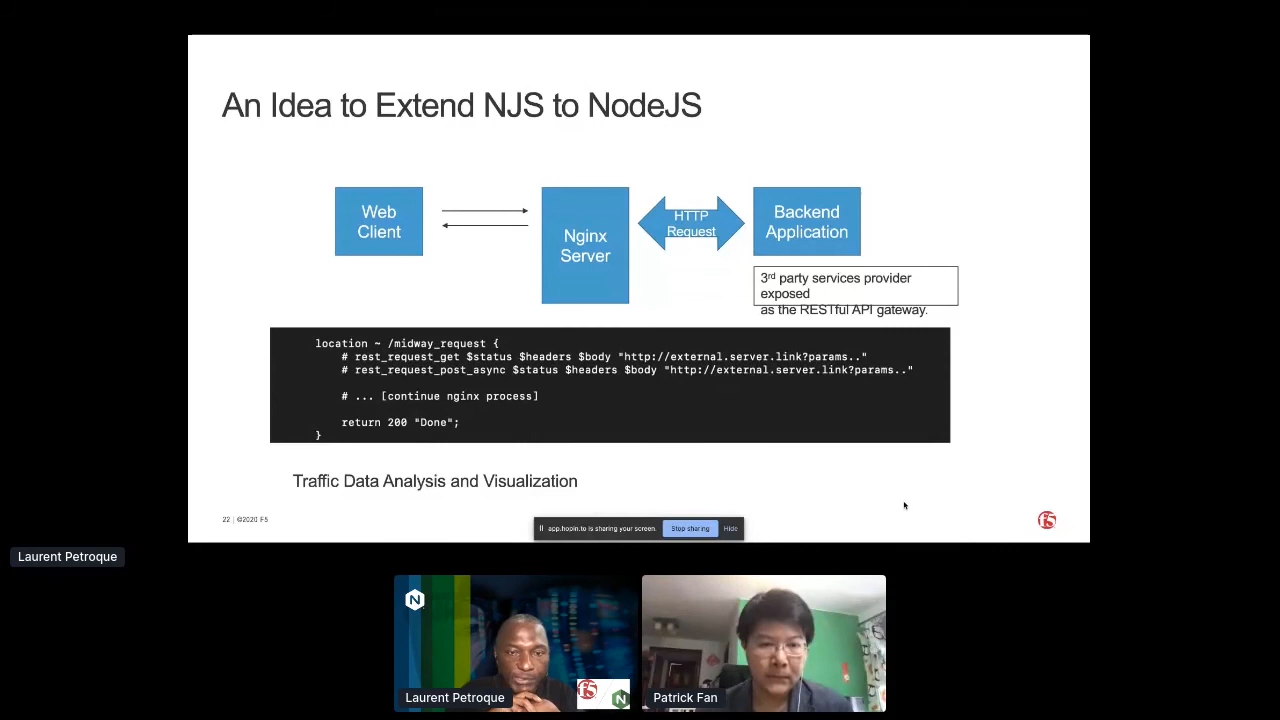 An Idea to Extend NJS to NodeJS
Web
Client
Nginx
Server
HTTP
Request
Backend
Application
3rd party services provider
exposed
as the RESTful API gateway.
location ~ /midway_request {
# rest_request_get $status $headers $body "http://external.server.link?params.."
# rest_request_post_async $status $headers $body "http://external.server.link?params.."
# ... [continue nginx process]
return 200 "Done";
}
Traffic Data Analysis and Visualization
22 | ©2020 F5
f5
app.hopin.to is sharing your screen.
Stop sharing
Hide
Laurent Petroque
N
Laurent Petroque
f5
N
Patrick Fan